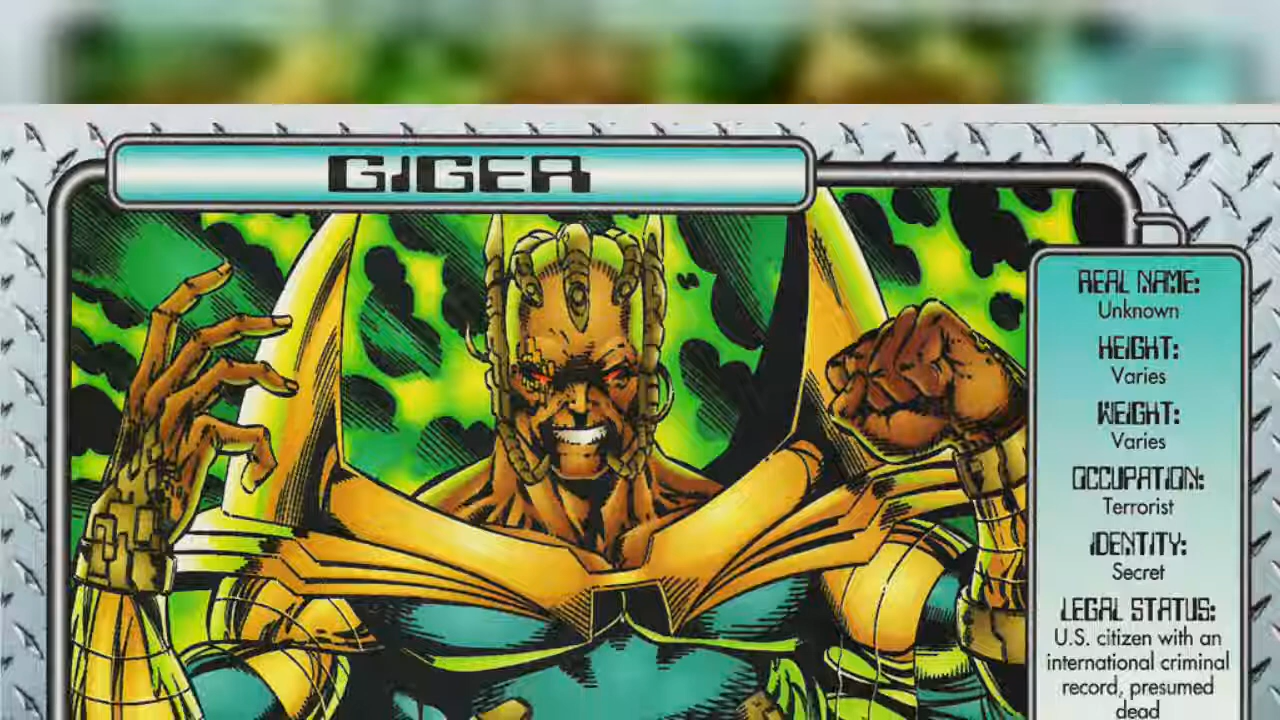 GIGER
REAL NAME:
Unknown
HEIGHT:
Varies
WEIGHT:
Varies
OCCUPATION:
Terrorist
IDENTITY:
Secret
LEGAL STATUS:
U.S. citizen with an
international criminal
record, presumed
dead